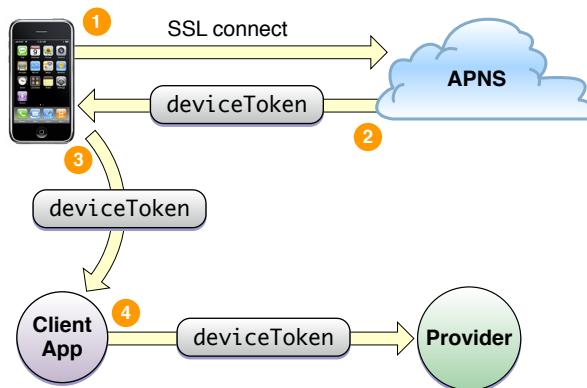 1
SSL connect
APNS
deviceToken
2
3
deviceToken
4
Client
App
deviceToken
Provider